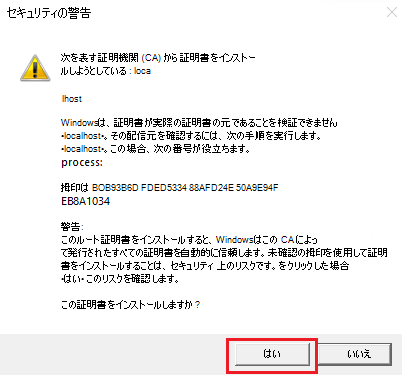 セキュリティの警告
次を表す証明機関 (CA) から証明書をインストー
ルしようとしている : loca
lhost
Windowsは、証明書が実際の証明書の元であることを検証できません
•localhost•。その配信元を確認するには、次の手順を実行します。
•localhost•。この場合、次の番号が役立ちます。
process:
拇印は BOB93B6D FDED5334 88AFD24E 50A9E94F
EB8A1034
警告:
このルート証明書をインストールすると、Windowsはこの CAによっ
て発行されたすべての証明書を自動的に信頼します。未確認の拇印を使用して証明
書をインストールすることは、セキュリティ 上のリスクです。をクリックした場合
•はい•このリスクを確認します。
この証明書をインストールしますか ?
はい
いいえ